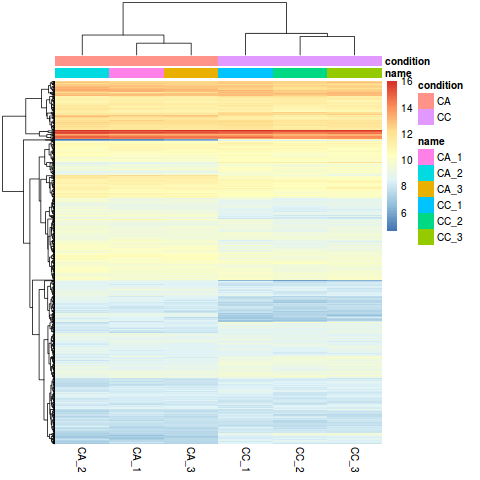 condition
name
16
14
12
10
8
6
condition
CA
CC
name
CA_1
CA_2
CA_3
CC_1
CC_2
CC_3
CA_2
CA_1
CA_3
CC_1
CC_2
CC_3